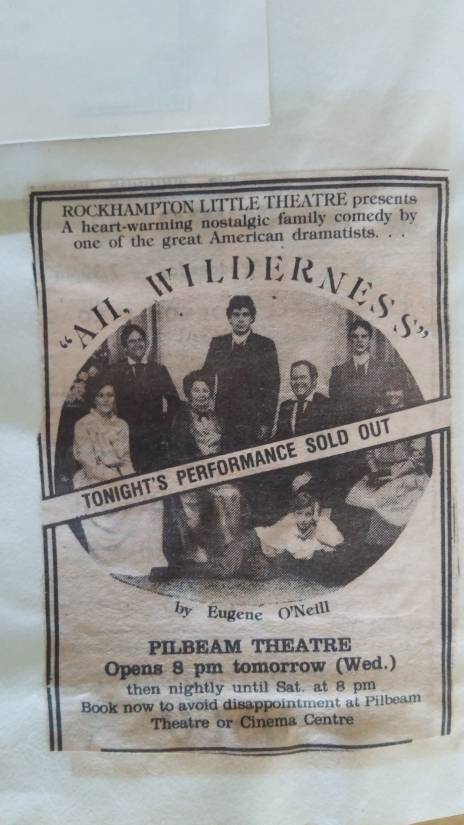 ROCKHAMPTON LITTLE THEATRE presents
A heart-warming nostalgic family comedy by
one of the great American dramatists. . .
"AH, WILDERNESS"
TONIGHT'S PERFORMANCE SOLD OUT
by Eugene O'Neill
PILBEAM THEATRE
Opens 8 pm tomorrow (Wed.)
then nightly until Sat. at 8 pm
Book now to avoid disappointment at Pilbeam
Theatre or Cinema Centre